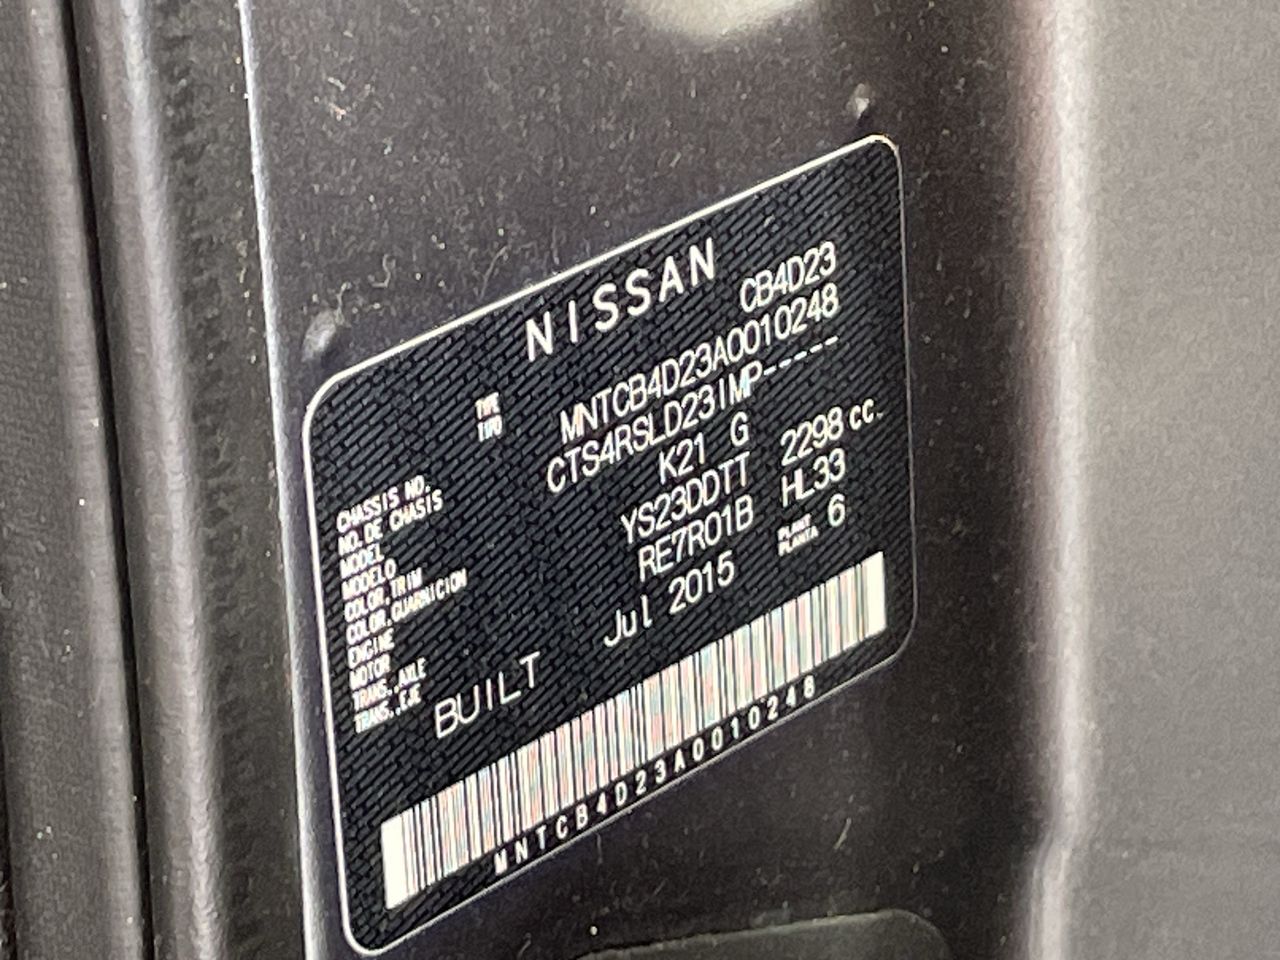 NISSAN
TYPE
TIPO
CB4D23
CHASSIS NO.
NO. DE CHASIS
MNTCB4D23A0010248
MODEL
MODELO
CTS4RSLD23IMP-----
COLOR,TRIM
COLOR,GUARNICION
K21 G
ENGINE
MOTOR
YS23DDTT 2298 cc.
TRANS.,AXLE
TRANS.,EJE
RE7R01B HL33
BUILT Jul 2015
PLANT
PLANTA
6
MNTCB4D23A0010248